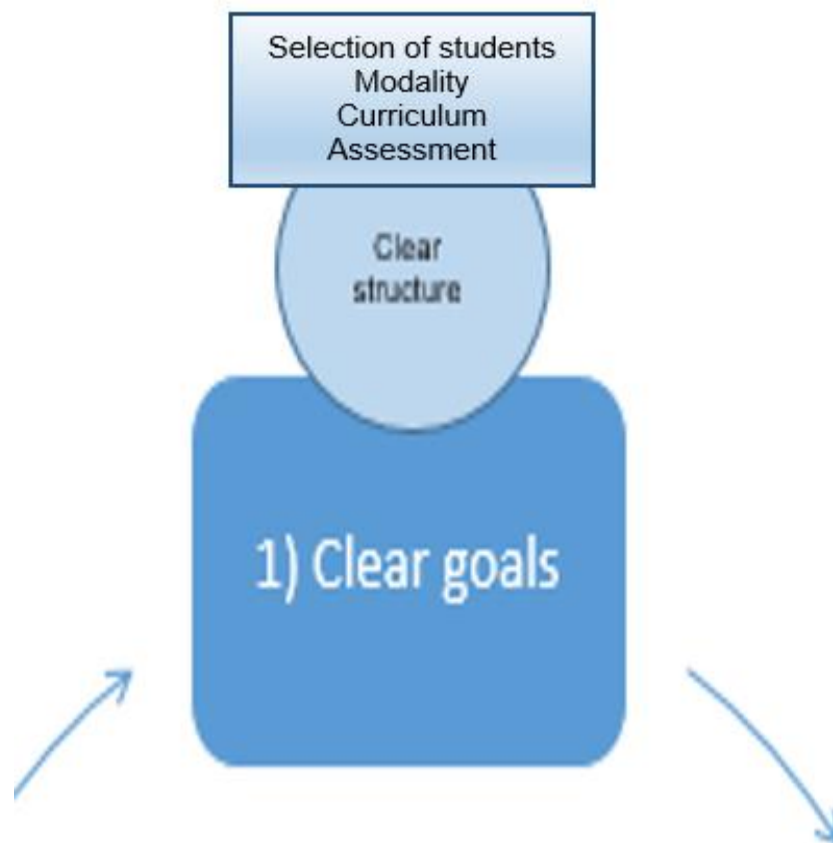 Selection of students
Modality
Curriculum
Assessment
Clear
structure
1) Clear goals